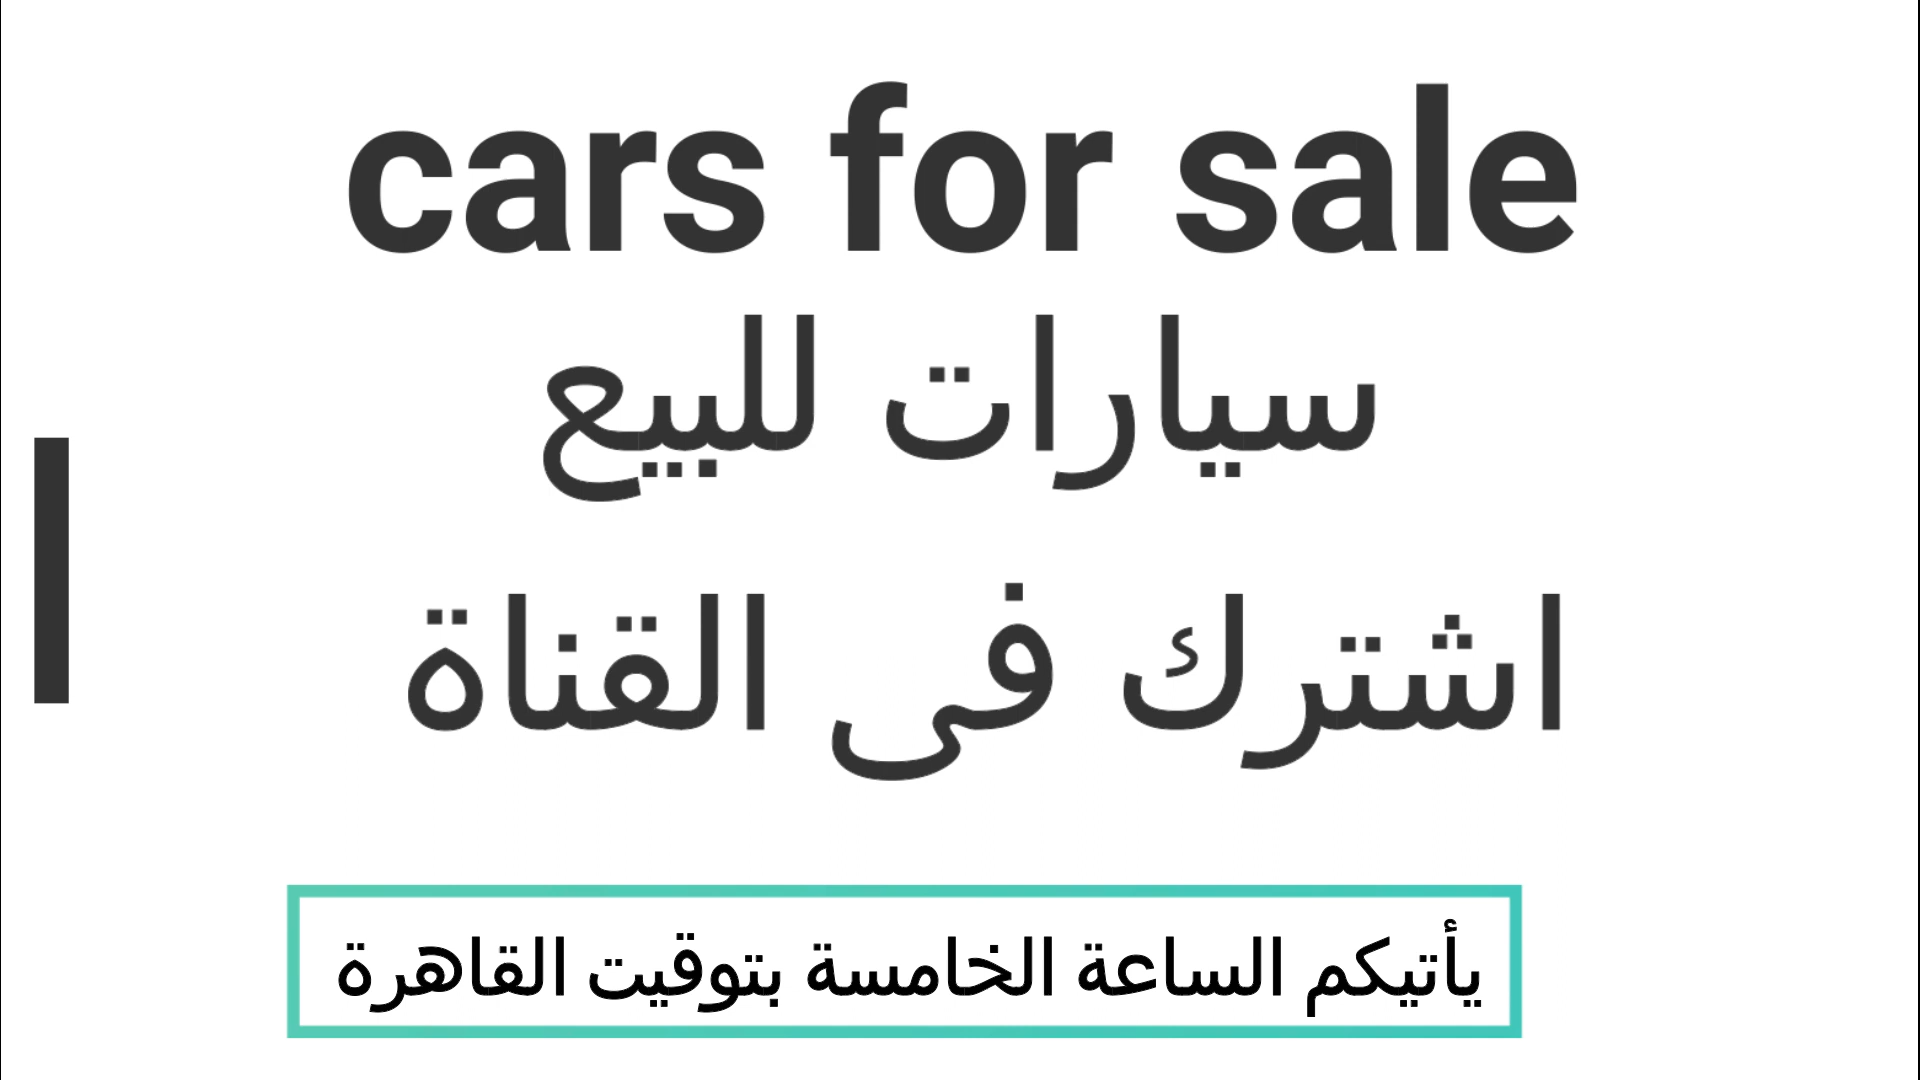 cars for sale
سيارات للبيع
اشترك فى القناة
يأتيكم الساعة الخامسة بتوقيت القاهرة